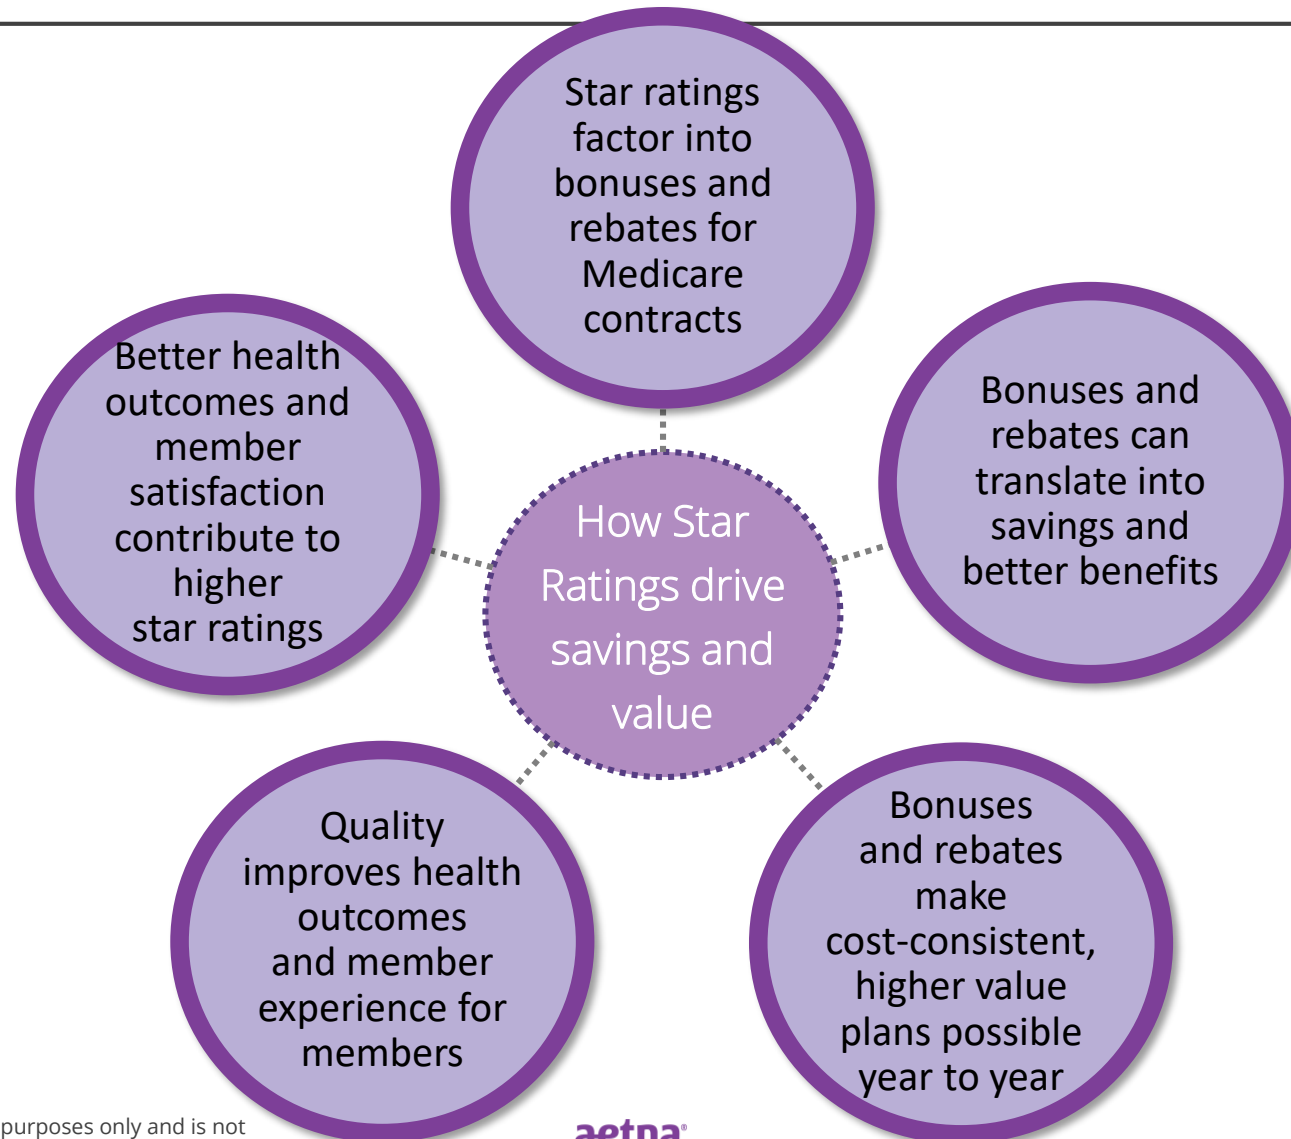 Star ratings
factor into
bonuses and
rebates for
Medicare
contracts
Better health
outcomes and
member
satisfaction
contribute to
higher
star ratings
Bonuses and
rebates can
translate into
savings and
better benefits
How Star
Ratings drive
savings and
value
Quality
improves health
outcomes
and member
experience for
members
Bonuses
and rebates
make
cost-consistent,
higher value
plans possible
year to year
purposes only and is not
aetna®